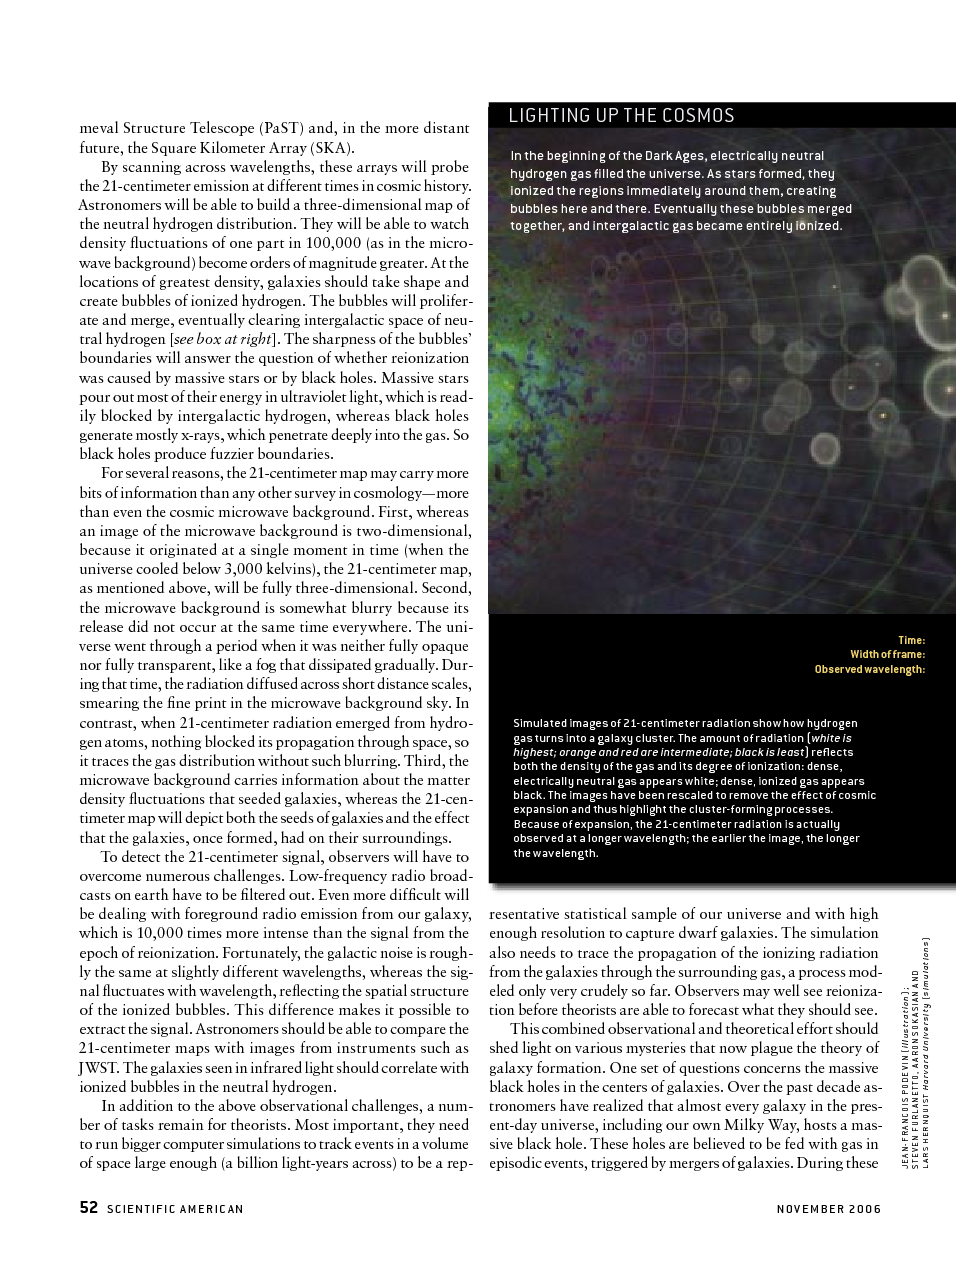 meval Structure Telescope (PaST) and, in the more distant
future, the Square Kilometer Array (SKA).
By scanning across wavelengths, these arrays will probe
the 21-centimeter emission at different times in cosmic history.
Astronomers will be able to build a three-dimensional map of
the neutral hydrogen distribution. They will be able to watch
density fluctuations of one part in 100,000 (as in the micro-
wave background) become orders of magnitude greater. At the
locations of greatest density, galaxies should take shape and
create bubbles of ionized hydrogen. The bubbles will prolifer-
ate and merge, eventually clearing intergalactic space of neu-
tral hydrogen [see box at right]. The sharpness of the bubbles’
boundaries will answer the question of whether reionization
was caused by massive stars or by black holes. Massive stars
pour out most of their energy in ultraviolet light, which is read-
ily blocked by intergalactic hydrogen, whereas black holes
generate mostly x-rays, which penetrate deeply into the gas. So
black holes produce fuzzier boundaries.
For several reasons, the 21-centimeter map may carry more
bits of information than any other survey in cosmology—more
than even the cosmic microwave background. First, whereas
an image of the microwave background is two-dimensional,
because it originated at a single moment in time (when the
universe cooled below 3,000 kelvins), the 21-centimeter map,
as mentioned above, will be fully three-dimensional. Second,
the microwave background is somewhat blurry because its
release did not occur at the same time everywhere. The uni-
verse went through a period when it was neither fully opaque
nor fully transparent, like a fog that dissipated gradually. Dur-
ing that time, the radiation diffused across short distance scales,
smearing the fine print in the microwave background sky. In
contrast, when 21-centimeter radiation emerged from hydro-
gen atoms, nothing blocked its propagation through space, so
it traces the gas distribution without such blurring. Third, the
microwave background carries information about the matter
density fluctuations that seeded galaxies, whereas the 21-cen-
timeter map will depict both the seeds of galaxies and the effect
that the galaxies, once formed, had on their surroundings.
To detect the 21-centimeter signal, observers will have to
overcome numerous challenges. Low-frequency radio broad-
casts on earth have to be filtered out. Even more difficult will
be dealing with foreground radio emission from our galaxy,
which is 10,000 times more intense than the signal from the
epoch of reionization. Fortunately, the galactic noise is rough-
ly the same at slightly different wavelengths, whereas the sig-
nal fluctuates with wavelength, reflecting the spatial structure
of the ionized bubbles. This difference makes it possible to
extract the signal. Astronomers should be able to compare the
21-centimeter maps with images from instruments such as
JWST. The galaxies seen in infrared light should correlate with
ionized bubbles in the neutral hydrogen.
In addition to the above observational challenges, a num-
ber of tasks remain for theorists. Most important, they need
to run bigger computer simulations to track events in a volume
of space large enough (a billion light-years across) to be a rep-
LIGHTING UP THE COSMOS
In the beginning of the Dark Ages, electrically neutral
hydrogen gas filled the universe. As stars formed, they
ionized the regions immediately around them, creating
bubbles here and there. Eventually these bubbles merged
together, and intergalactic gas became entirely ionized.
Time:
Width of frame:
Observed wavelength:
Simulated images of 21-centimeter radiation show how hydrogen
gas turns into a galaxy cluster. The amount of radiation (white is
highest; orange and red are intermediate; black is least) reflects
both the density of the gas and its degree of ionization: dense,
electrically neutral gas appears white; dense, ionized gas appears
black. The images have been rescaled to remove the effect of cosmic
expansion and thus highlight the cluster-forming processes.
Because of expansion, the 21-centimeter radiation is actually
observed at a longer wavelength; the earlier the image, the longer
the wavelength.
resentative statistical sample of our universe and with high
enough resolution to capture dwarf galaxies. The simulation
also needs to trace the propagation of the ionizing radiation
from the galaxies through the surrounding gas, a process mod-
eled only very crudely so far. Observers may well see reioniza-
tion before theorists are able to forecast what they should see.
This combined observational and theoretical effort should
shed light on various mysteries that now plague the theory of
galaxy formation. One set of questions concerns the massive
black holes in the centers of galaxies. Over the past decade as-
tronomers have realized that almost every galaxy in the pres-
ent-day universe, including our own Milky Way, hosts a mas-
sive black hole. These holes are believed to be fed with gas in
episodic events, triggered by mergers of galaxies. During these
JEAN-FRANCOIS PODEVIN (illustration);
STEVEN FURLANETTO, AARON SOKASIAN AND
LARS HERNQUIST Harvard University (simulations)
52 SCIENTIFIC AMERICAN
NOVEMBER 2006